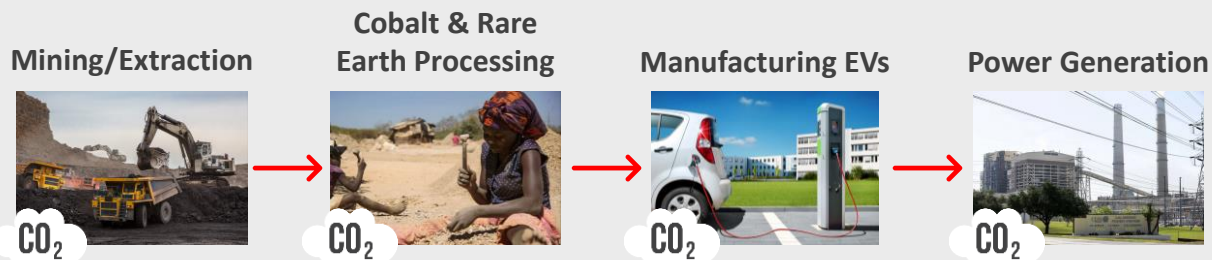 Mining/Extraction
Cobalt & Rare
Earth Processing
Manufacturing EVs
Power Generation
CO₂
CO₂
CO₂
CO₂